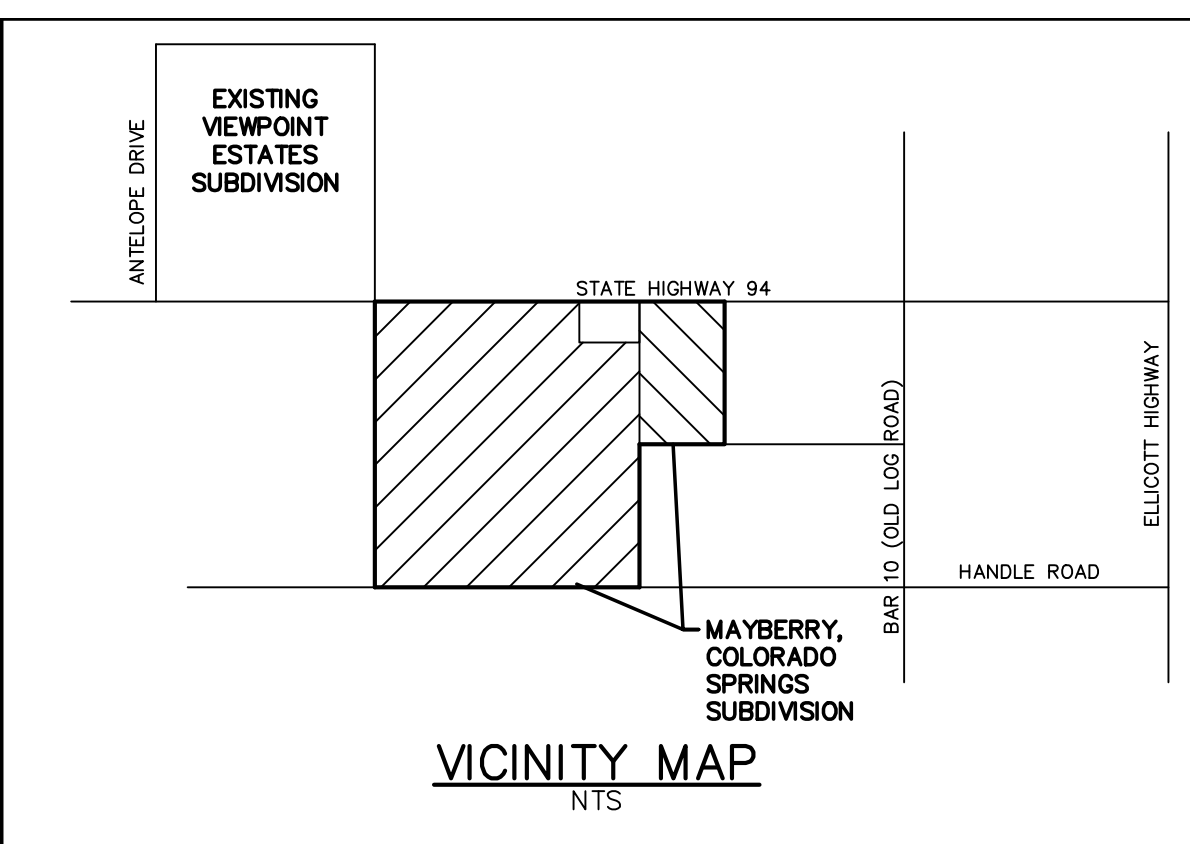 EXISTING
VIEWPOINT
ESTATES
SUBDIVISION
ANTELOPE DRIVE
STATE HIGHWAY 94
BAR 10 (OLD LOG ROAD)
ELLICOTT HIGHWAY
HANDLE ROAD
MAYBERRY,
COLORADO
SPRINGS
SUBDIVISION
VICINITY MAP
NTS